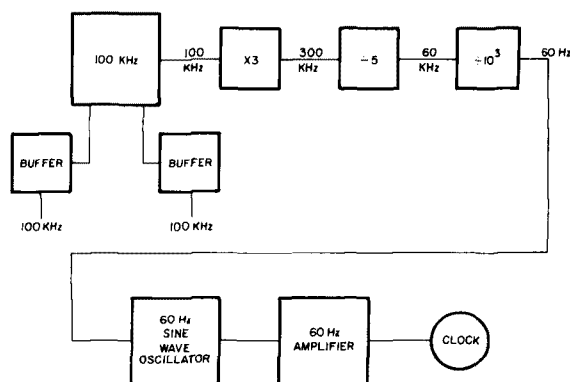 100 KHz
100
KHz
X3
300
KHz
÷5
60
KHz
÷10³
60 Hz
BUFFER
BUFFER
100 KHz
100 KHz
60 Hz
SINE
WAVE
OSCILLATOR
60 Hz
AMPLIFIER
CLOCK